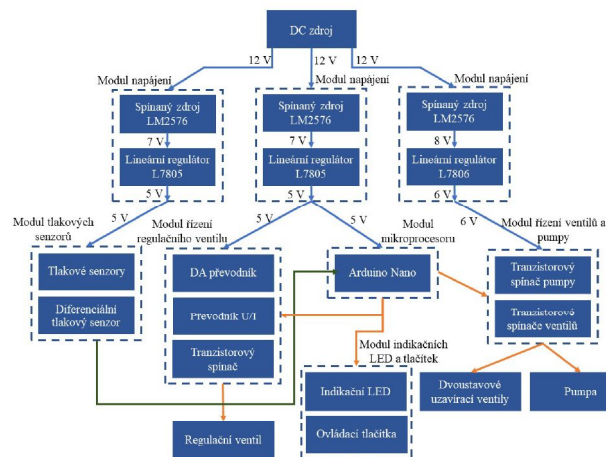 DC zdroj
12 V
12 V
12 V
Modul napájení
Modul napájení
Modul napájení
Spínaný zdroj
LM2576
Spínaný zdroj
LM2576
Spínaný zdroj
LM2576
7 V
7 V
8 V
Lineární regulátor
L7805
Lineární regulátor
L7805
Lineární regulátor
L7806
5 V
5 V
6 V
5 V
5 V
5 V
6 V
Modul tlakových
senzorů
Modul řízení
regulačního ventilu
Modul
mikroprocesoru
Modul řízení ventilů a
pumpy
Tlakové senzory
Diferenciální
tlakový senzor
DA převodník
Převodník U/I
Tranzistorový
spínač
Arduino Nano
Tranzistorový
spínač pumpy
Tranzistorové
spínače ventilů
Modul indikačních
LED a tlačítek
Indikační LED
Ovládací tlačítka
Dvoustavové
uzavírací ventily
Pumpa
Regulační ventil